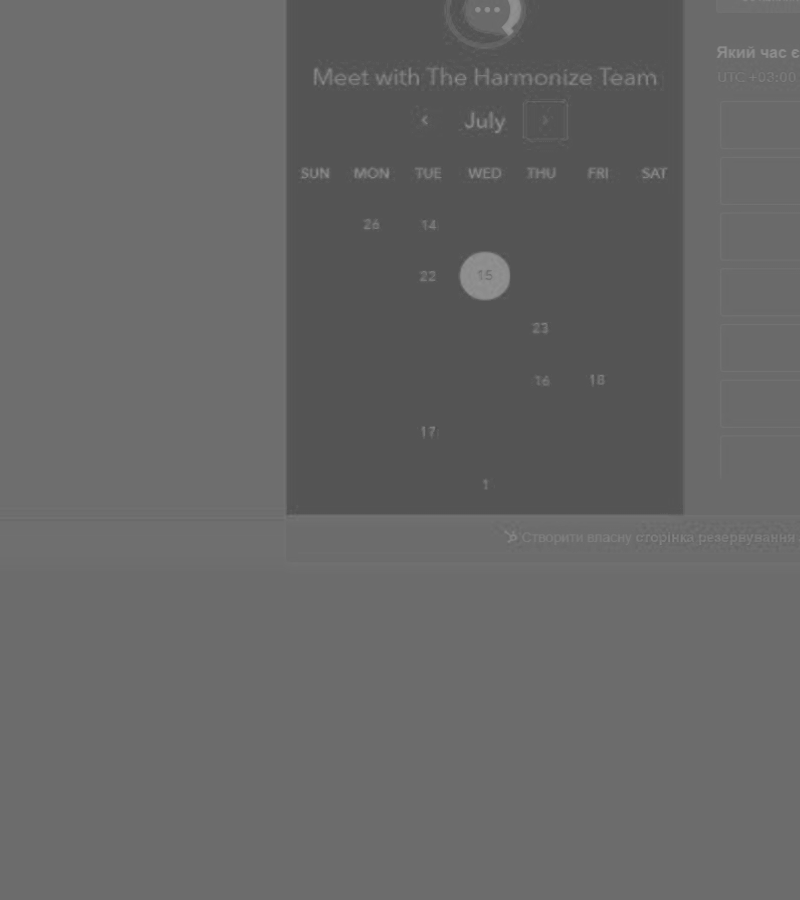 Який час є
UTC +03:00
Meet with The Harmonize Team
‹ July ›
SUN MON TUE WED THU FRI SAT
26 14
22 15
23
16 18
17
1
Створити власну сторінка резервування